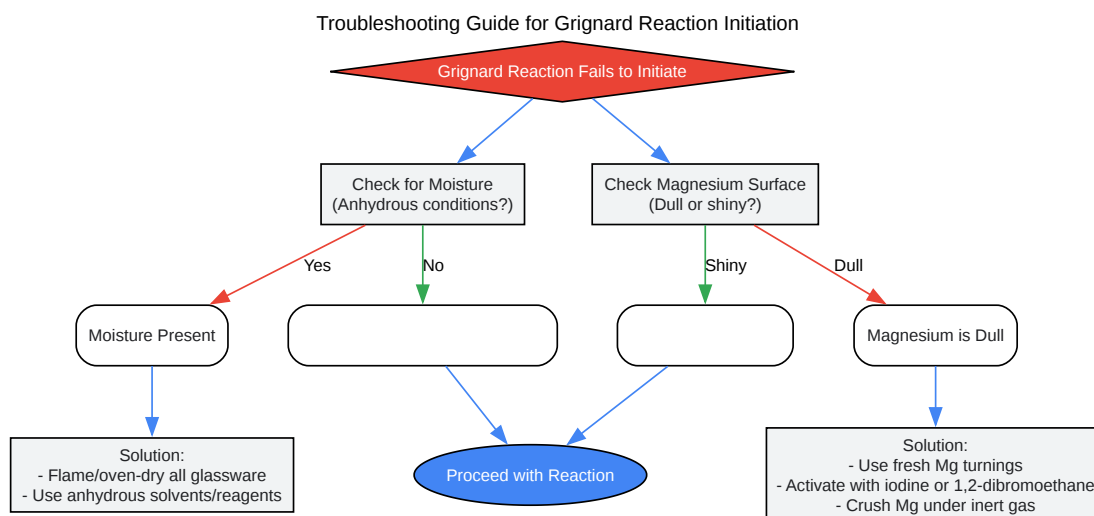 Troubleshooting Guide for Grignard Reaction Initiation
Grignard Reaction Fails to Initiate
Check for Moisture
(Anhydrous conditions?)
Check Magnesium Surface
(Dull or shiny?)
Yes
No
Shiny
Dull
Moisture Present
Magnesium is Dull
Solution:
- Flame/oven-dry all glassware
- Use anhydrous solvents/reagents
Proceed with Reaction
Solution:
- Use fresh Mg turnings
- Activate with iodine or 1,2-dibromoethane
- Crush Mg under inert gas